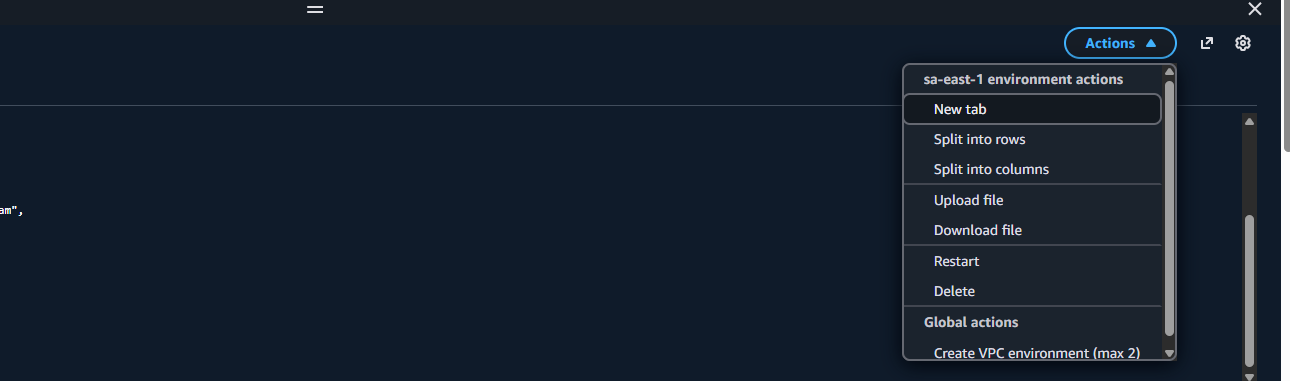 Actions
sa-east-1 environment actions
New tab
Split into rows
Split into columns
am",
Upload file
Download file
Restart
Delete
Global actions
Create VPC environment (max 2)